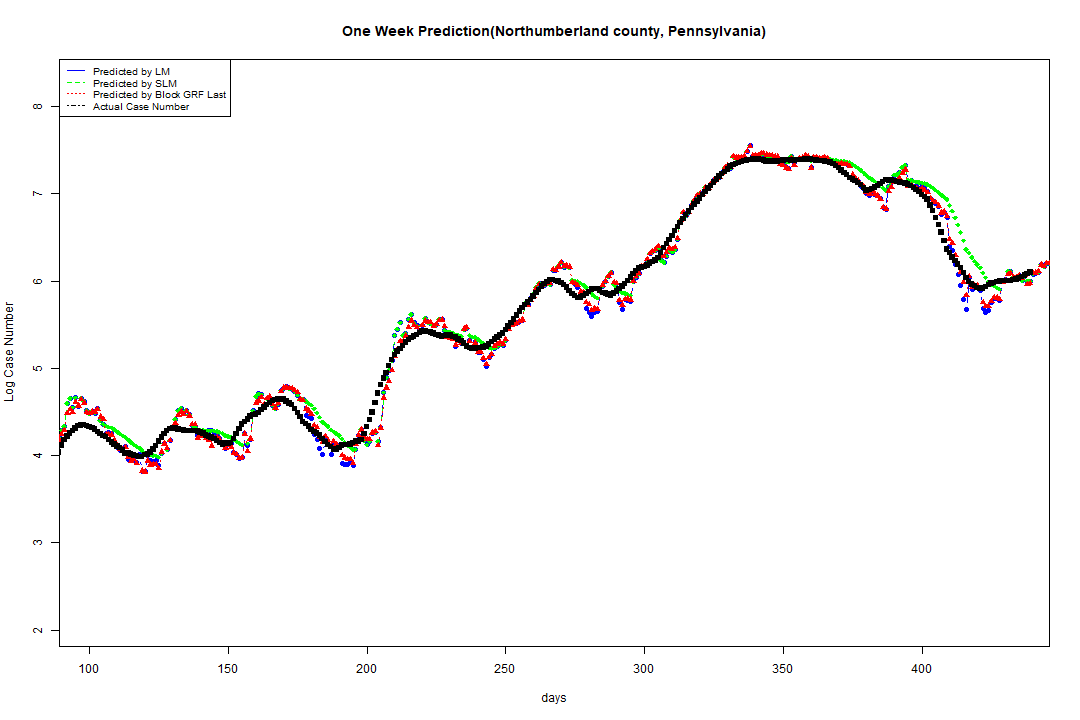 One Week Prediction(Northumberland county, Pennsylvania)
Predicted by LM
Predicted by SLM
Predicted by Block GRF Last
Actual Case Number
8
7
6
5
4
3
2
Log Case Number
100 150 200 250 300 350 400
days